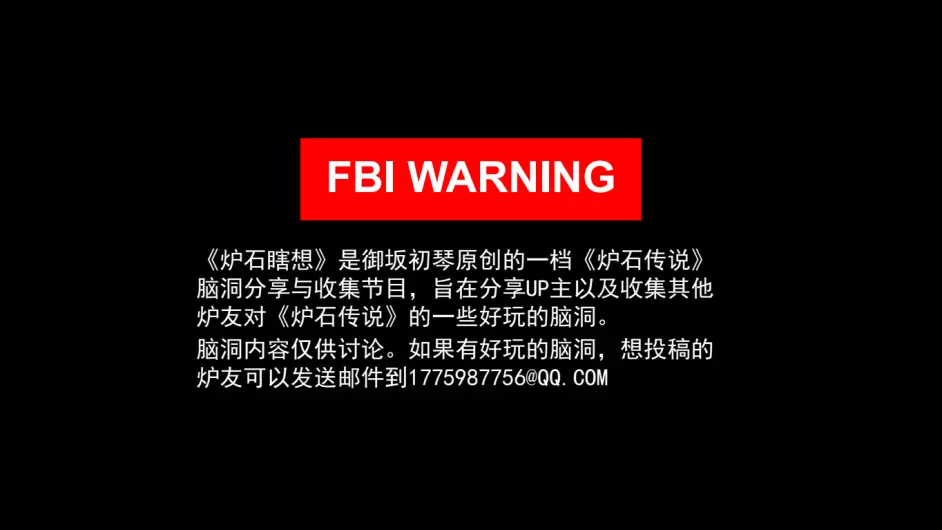 FBI WARNING
《炉石瞎想》是御坂初琴原创的一档《炉石传说》
脑洞分享与收集节目，旨在分享UP主以及收集其他
炉友对《炉石传说》的一些好玩的脑洞。
脑洞内容仅供讨论。如果有好玩的脑洞，想投稿的
炉友可以发送邮件到1775987756@QQ.COM